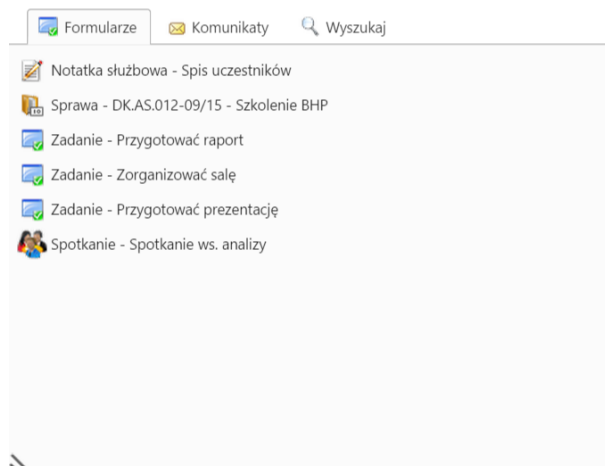 Formularze Komunikaty Wyszukaj
Notatka służbowa - Spis uczestników
Sprawa - DK.AS.012-09/15 - Szkolenie BHP
Zadanie - Przygotować raport
Zadanie - Zorganizować salę
Zadanie - Przygotować prezentację
Spotkanie - Spotkanie ws. analizy